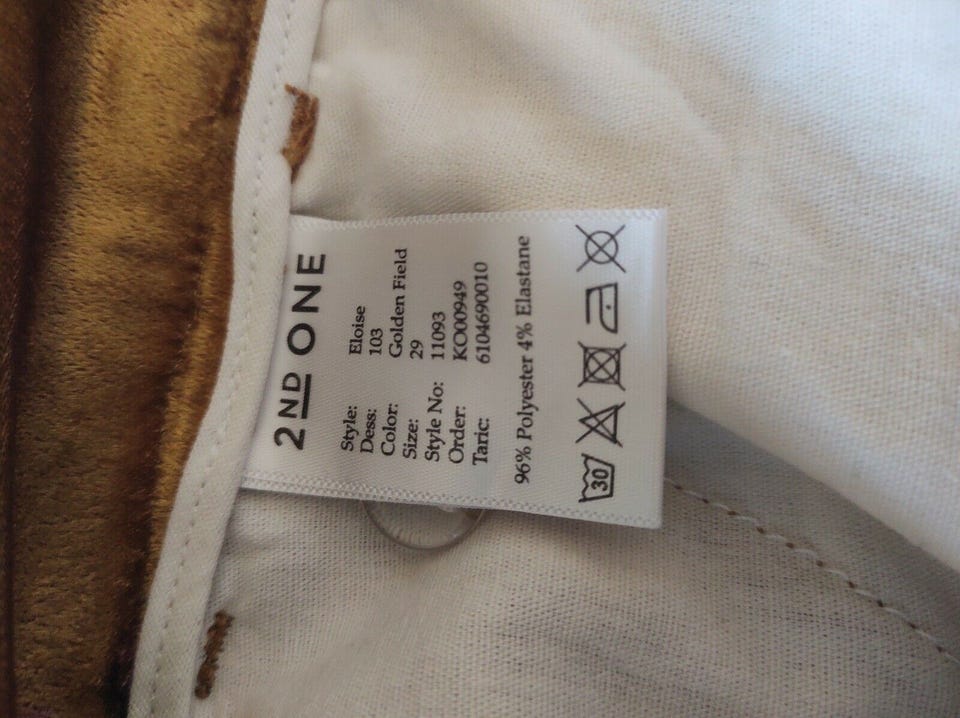 2ND ONE
Style: Eloise
Dess: 103
Color: Golden Field
Size: 29
Style No: 11093
Order: KO00949
Taric: 6104690010
96% Polyester 4% Elastane
30